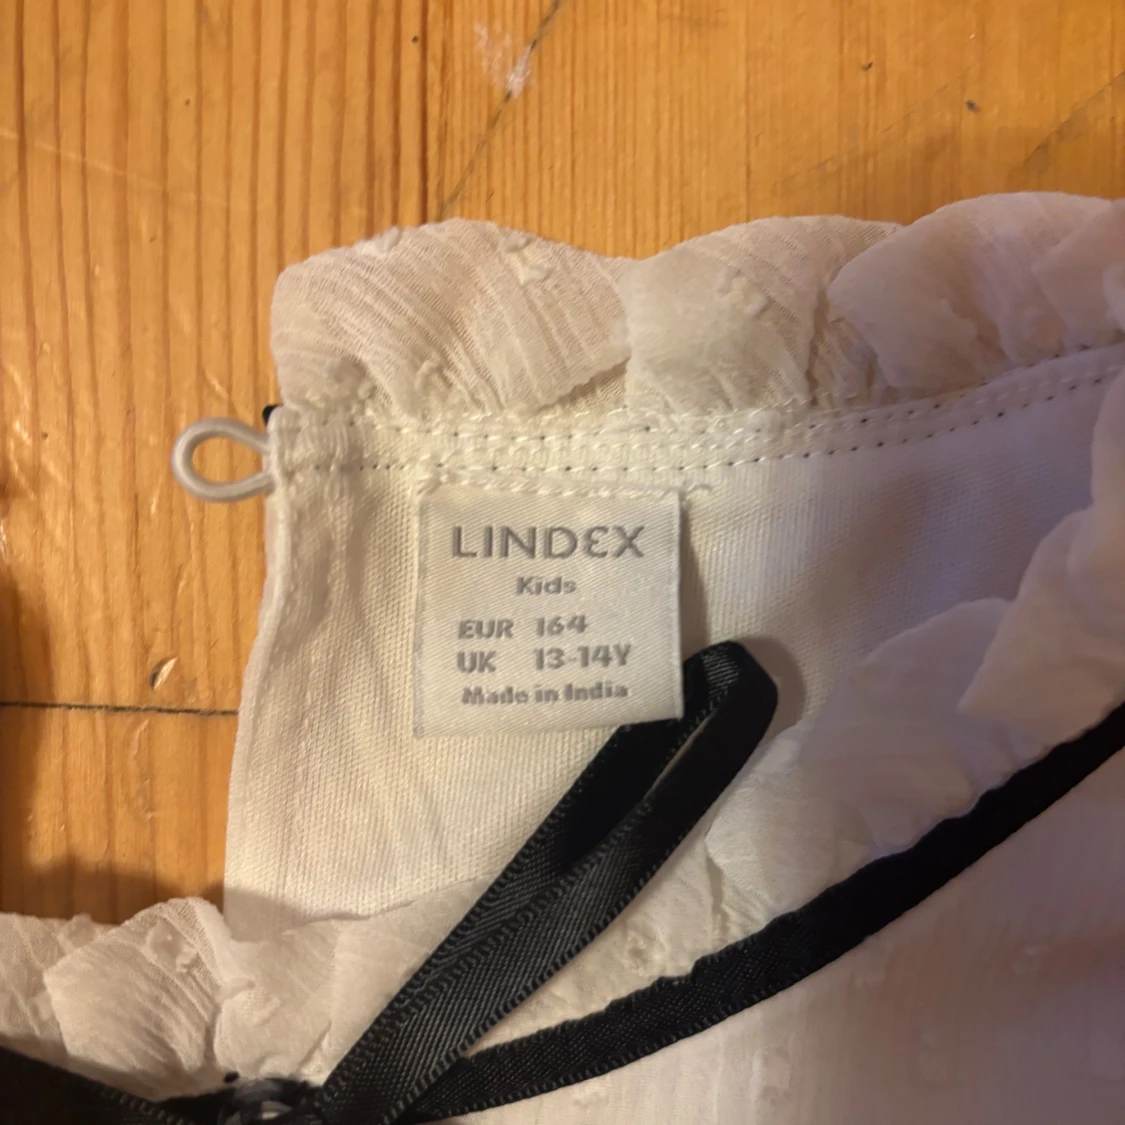 LINDEX
Kids
EUR 164
UK 13-14Y
Made in India